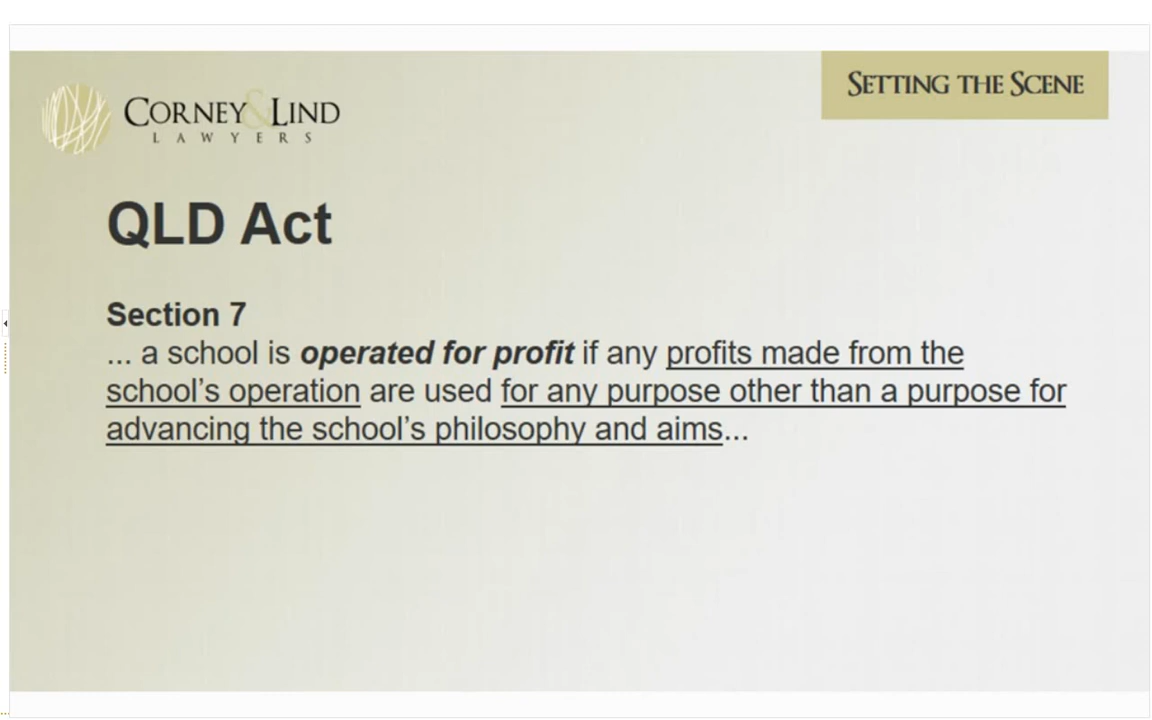 SETTING THE SCENE
CORNEY&LIND
LAWYERS
QLD Act
Section 7
... a school is operated for profit if any profits made from the
school's operation are used for any purpose other than a purpose for
advancing the school's philosophy and aims...